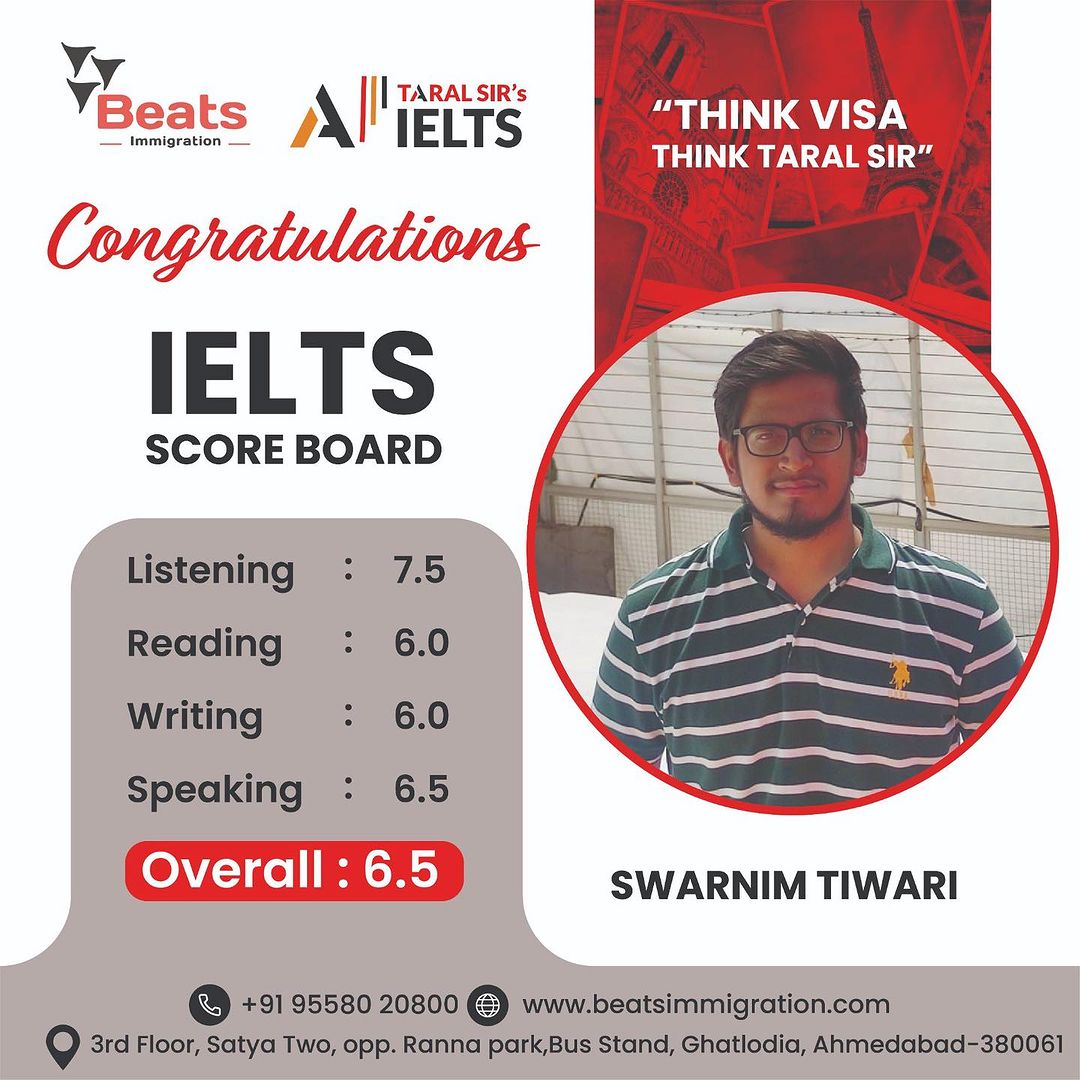 Beats
Immigration
TARAL SIR's
IELTS
“THINK VISA
THINK TARAL SIR”
Congratulations
IELTS
SCORE BOARD
Listening : 7.5
Reading : 6.0
Writing : 6.0
Speaking : 6.5
Overall : 6.5
SWARNIM TIWARI
+91 95580 20800 www.beatsimmigration.com
3rd Floor, Satya Two, opp. Ranna park,Bus Stand, Ghatlodia, Ahmedabad-380061